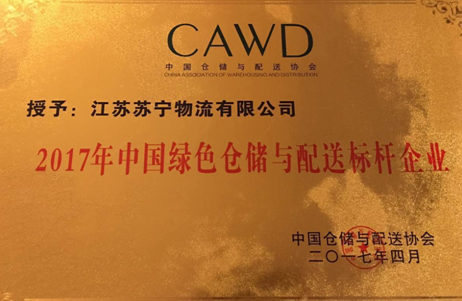 CAWD
中国仓储与配送协会
CHINA ASSOCIATION OF WAREHOUSING AND DISTRIBUTION
授予：江苏苏宁物流有限公司
2017年中国绿色仓储与配送标杆企业
中国仓储与配送协会
二〇一七年四月